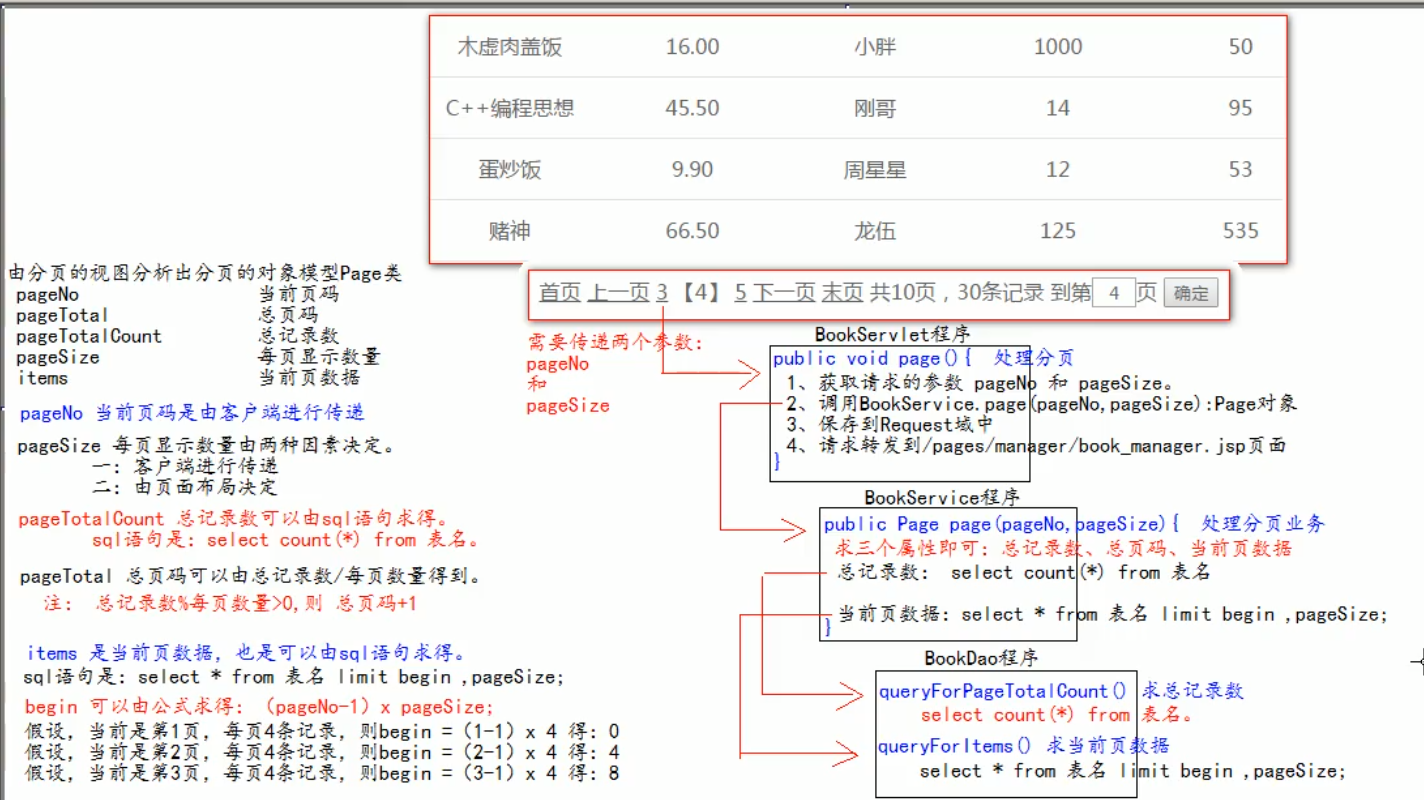 木虚肉盖饭 16.00 小胖 1000 50
C++编程思想 45.50 刚哥 14 95
蛋炒饭 9.90 周星星 12 53
赌神 66.50 龙伍 125 535
首页 上一页 3 【4】 5 下一页 末页 共10页，30条记录 到第 4 页 确定
由分页的视图分析出分页的对象模型Page类
pageNo 当前页码
pageTotal 总页码
pageTotalCount 总记录数
pageSize 每页显示数量
items 当前页数据
pageNo 当前页码是由客户端进行传递
pageSize 每页显示数量由两种因素决定。
一：客户端进行传递
二：由页面布局决定
pageTotalCount 总记录数可以由sql语句求得。
sql语句是：select count(*) from 表名。
pageTotal 总页码可以由总记录数/每页数量得到。
注： 总记录数%每页数量>0,则 总页码+1
items 是当前页数据，也是可以由sql语句求得。
sql语句是：select * from 表名 limit begin ,pageSize;
begin 可以由公式求得：（pageNo-1）x pageSize;
假设，当前是第1页，每页4条记录，则begin =（1-1）x 4 得：0
假设，当前是第2页，每页4条记录，则begin =（2-1）x 4 得：4
假设，当前是第3页，每页4条记录，则begin =（3-1）x 4 得：8
需要传递两个参数：
pageNo
和
pageSize
BookServlet程序
public void page(){ 处理分页
1、获取请求的参数 pageNo 和 pageSize。
2、调用BookService.page(pageNo,pageSize):Page对象
3、保存到Request域中
4、请求转发到/pages/manager/book_manager.jsp页面
}
BookService程序
public Page page(pageNo,pageSize){ 处理分页业务
求三个属性即可：总记录数、总页码、当前页数据
总记录数： select count(*) from 表名
当前页数据：select * from 表名 limit begin ,pageSize;
}
BookDao程序
queryForPageTotalCount() 求总记录数
select count(*) from 表名。
queryForItems() 求当前页数据
select * from 表名 limit begin ,pageSize;